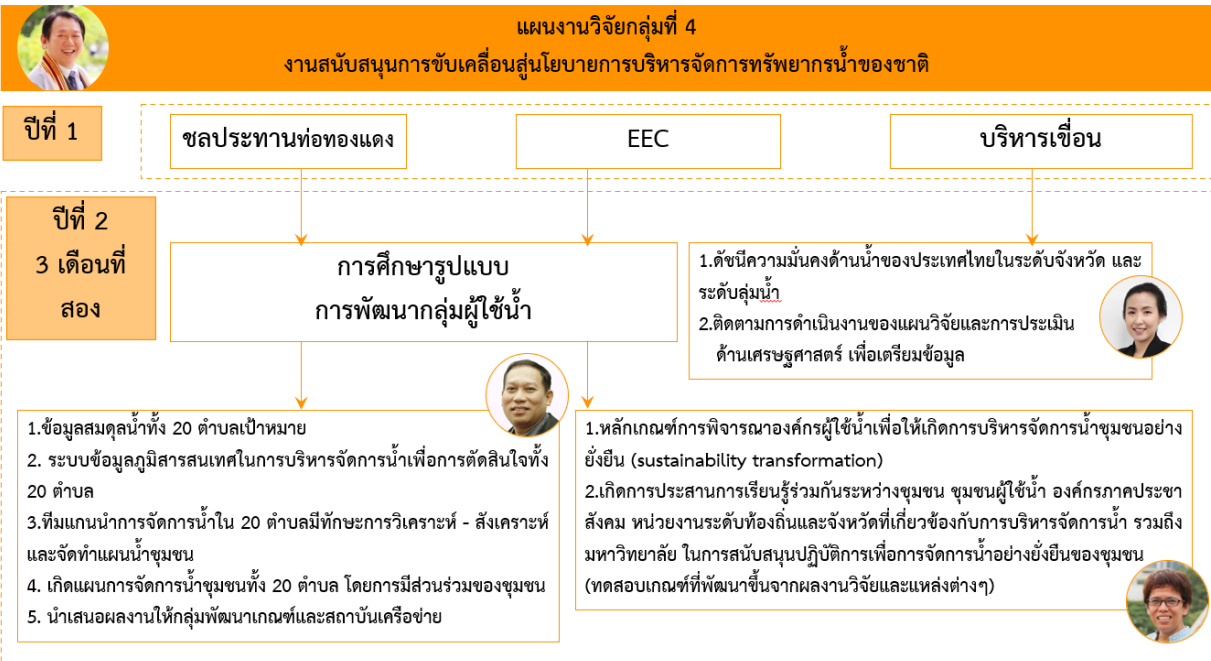 แผนงานวิจัยกลุ่มที่ 4
งานสนับสนุนการขับเคลื่อนสู่นโยบายการบริหารจัดการทรัพยากรน้ำของชาติ
ปีที่ 1
ชลประทานท่อทองแดง
EEC
บริหารเขื่อน
ปีที่ 2
3 เดือนที่
สอง
การศึกษารูปแบบ
การพัฒนากลุ่มผู้ใช้น้ำ
1.ดัชนีความมั่นคงด้านน้ำของประเทศไทยในระดับจังหวัด และ
ระดับลุ่มน้ำ
2.ติดตามการดำเนินงานของแผนวิจัยและการประเมิน
ด้านเศรษฐศาสตร์ เพื่อเตรียมข้อมูล
1.ข้อมูลสมดุลน้ำทั้ง 20 ตำบลเป้าหมาย
2. ระบบข้อมูลภูมิสารสนเทศในการบริหารจัดการน้ำเพื่อการตัดสินใจทั้ง
20 ตำบล
3.ทีมแกนนำการจัดการน้ำใน 20 ตำบลมีทักษะการวิเคราะห์ - สังเคราะห์
และจัดทำแผนน้ำชุมชน
4. เกิดแผนการจัดการน้ำชุมชนทั้ง 20 ตำบล โดยการมีส่วนร่วมของชุมชน
5. นำเสนอผลงานให้กลุ่มพัฒนาเกณฑ์และสถาบันเครือข่าย
1.หลักเกณฑ์การพิจารณาองค์กรผู้ใช้น้ำเพื่อให้เกิดการบริหารจัดการน้ำชุมชนอย่าง
ยั่งยืน (sustainability transformation)
2.เกิดการประสานการเรียนรู้ร่วมกันระหว่างชุมชน ชุมชนผู้ใช้น้ำ องค์กรภาคประชา
สังคม หน่วยงานระดับท้องถิ่นและจังหวัดที่เกี่ยวข้องกับการบริหารจัดการน้ำ รวมถึง
มหาวิทยาลัย ในการสนับสนุนปฏิบัติการเพื่อการจัดการน้ำอย่างยั่งยืนของชุมชน
(ทดสอบเกณฑ์ที่พัฒนาขึ้นจากผลงานวิจัยและแหล่งต่างๆ)